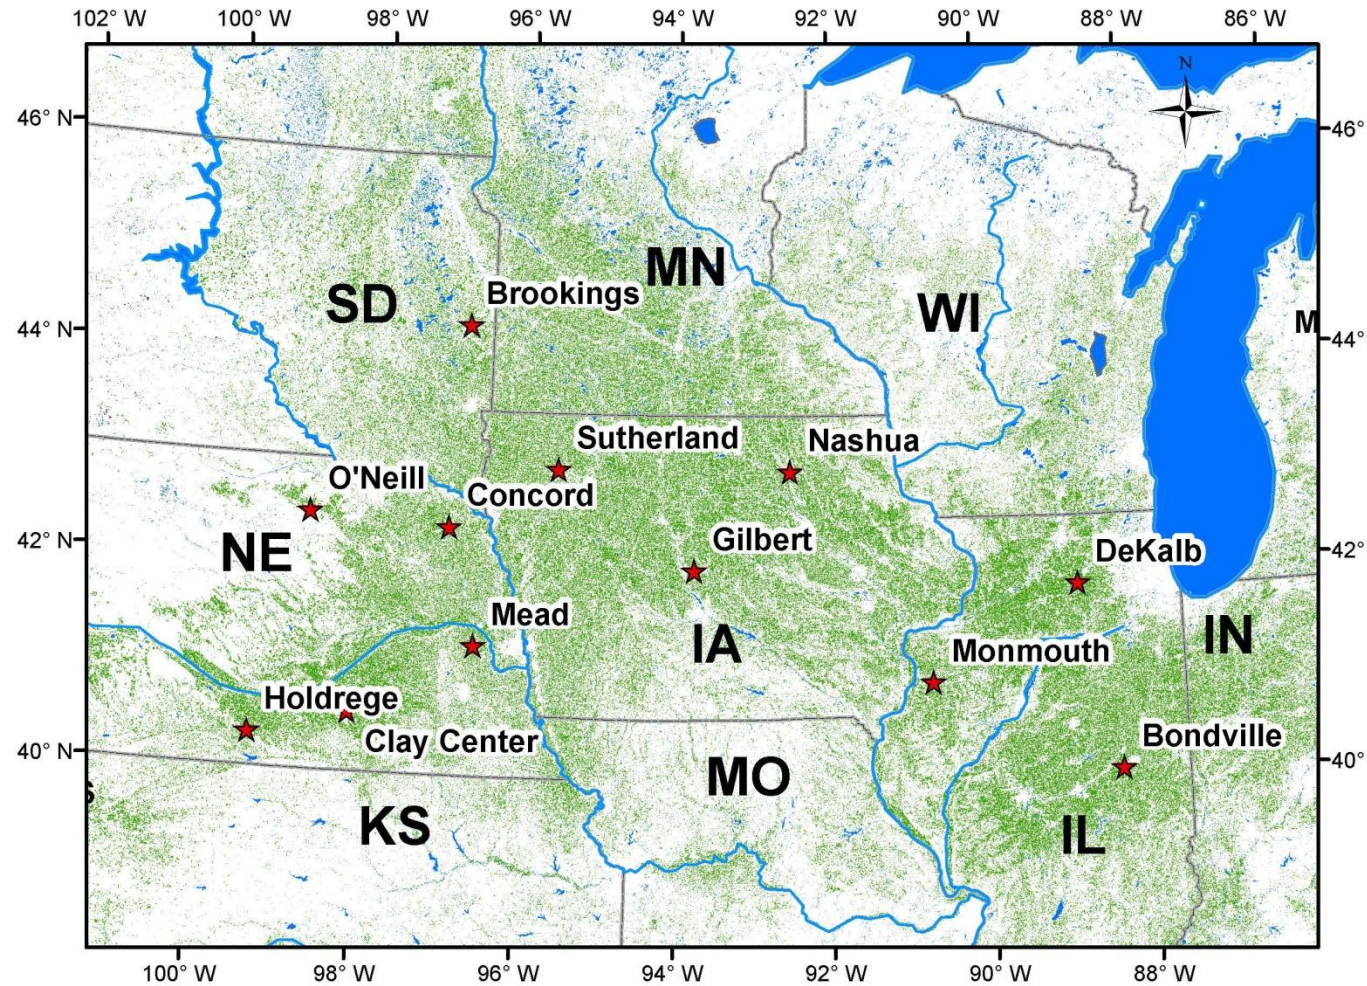 102° W 100° W 98° W 96° W 94° W 92° W 90° W 88° W 86° W
N
46° N
46°
MN
Brookings
SD
WI
M
44° N
44°
Sutherland
Nashua
O'Neill
Concord
NE
Gilbert
DeKalb
42° N
42°
Mead
IA
IN
Monmouth
Holdrege
Clay Center
Bondville
40° N
40°
MO
S
KS
IL
100° W 98° W 96° W 94° W 92° W 90° W 88° W